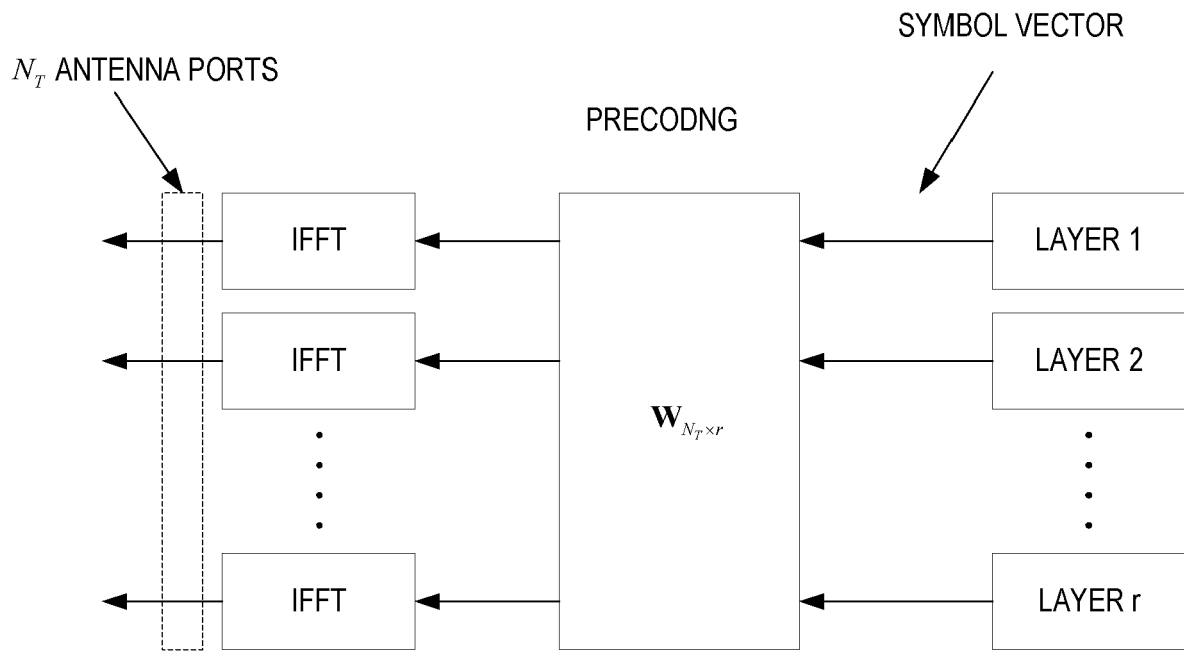 SYMBOL VECTOR
N_T ANTENNA PORTS
PRECODNG
IFFT
LAYER 1
IFFT
LAYER 2
W_{N_T×r}
IFFT
LAYER r